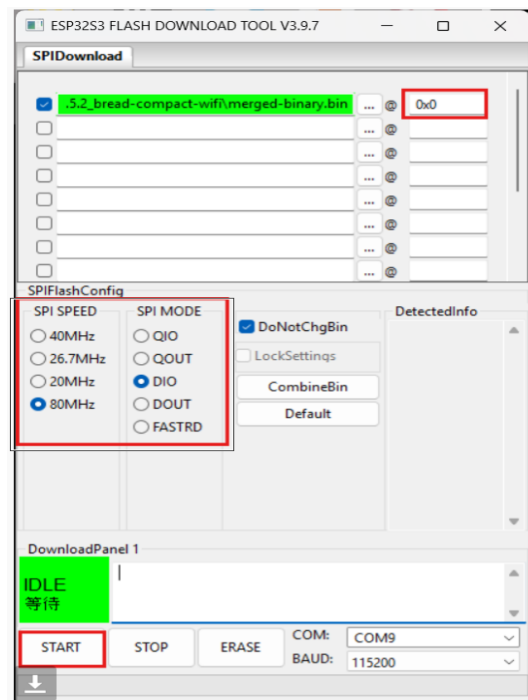 ESP32S3 FLASH DOWNLOAD TOOL V3.9.7
SPIDownload
.5.2_bread-compact-wifi\merged-binary.bin ... @ 0x0
... @
... @
... @
... @
... @
... @
... @
SPIFlashConfig
SPI SPEED SPI MODE DetectedInfo
40MHz QIO DoNotChgBin
26.7MHz QOUT LockSettings
20MHz DIO CombineBin
80MHz DOUT Default
FASTRD
DownloadPanel 1
IDLE
等待
START STOP ERASE COM: COM9
BAUD: 115200